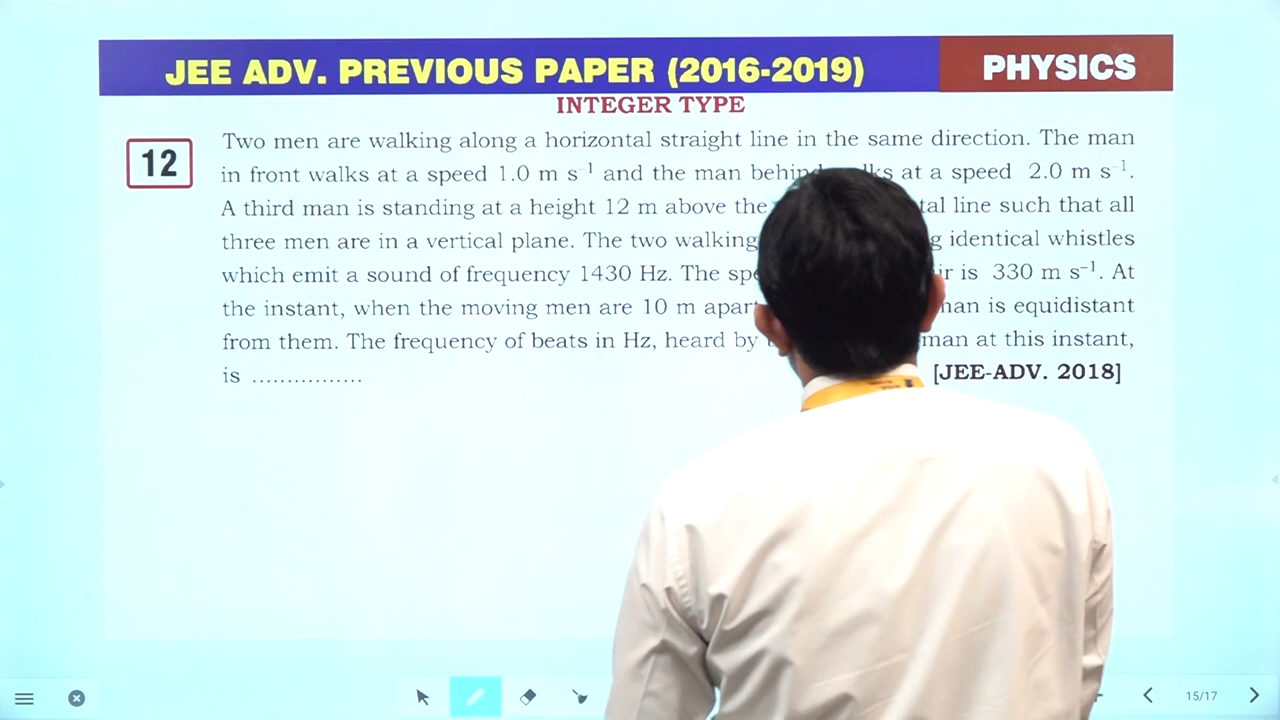 JEE ADV. PREVIOUS PAPER (2016-2019) PHYSICS
INTEGER TYPE
12
Two men are walking along a horizontal straight line in the same direction. The man
in front walks at a speed 1.0 m s⁻¹ and the man behind at a speed 2.0 m s⁻¹.
A third man is standing at a height 12 m above the line such that all
three men are in a vertical plane. The two walking identical whistles
which emit a sound of frequency 1430 Hz. The is 330 m s⁻¹. At
the instant, when the moving men are 10 m apart is equidistant
from them. The frequency of beats in Hz, heard by man at this instant,
is ................
[JEE-ADV. 2018]
15/17